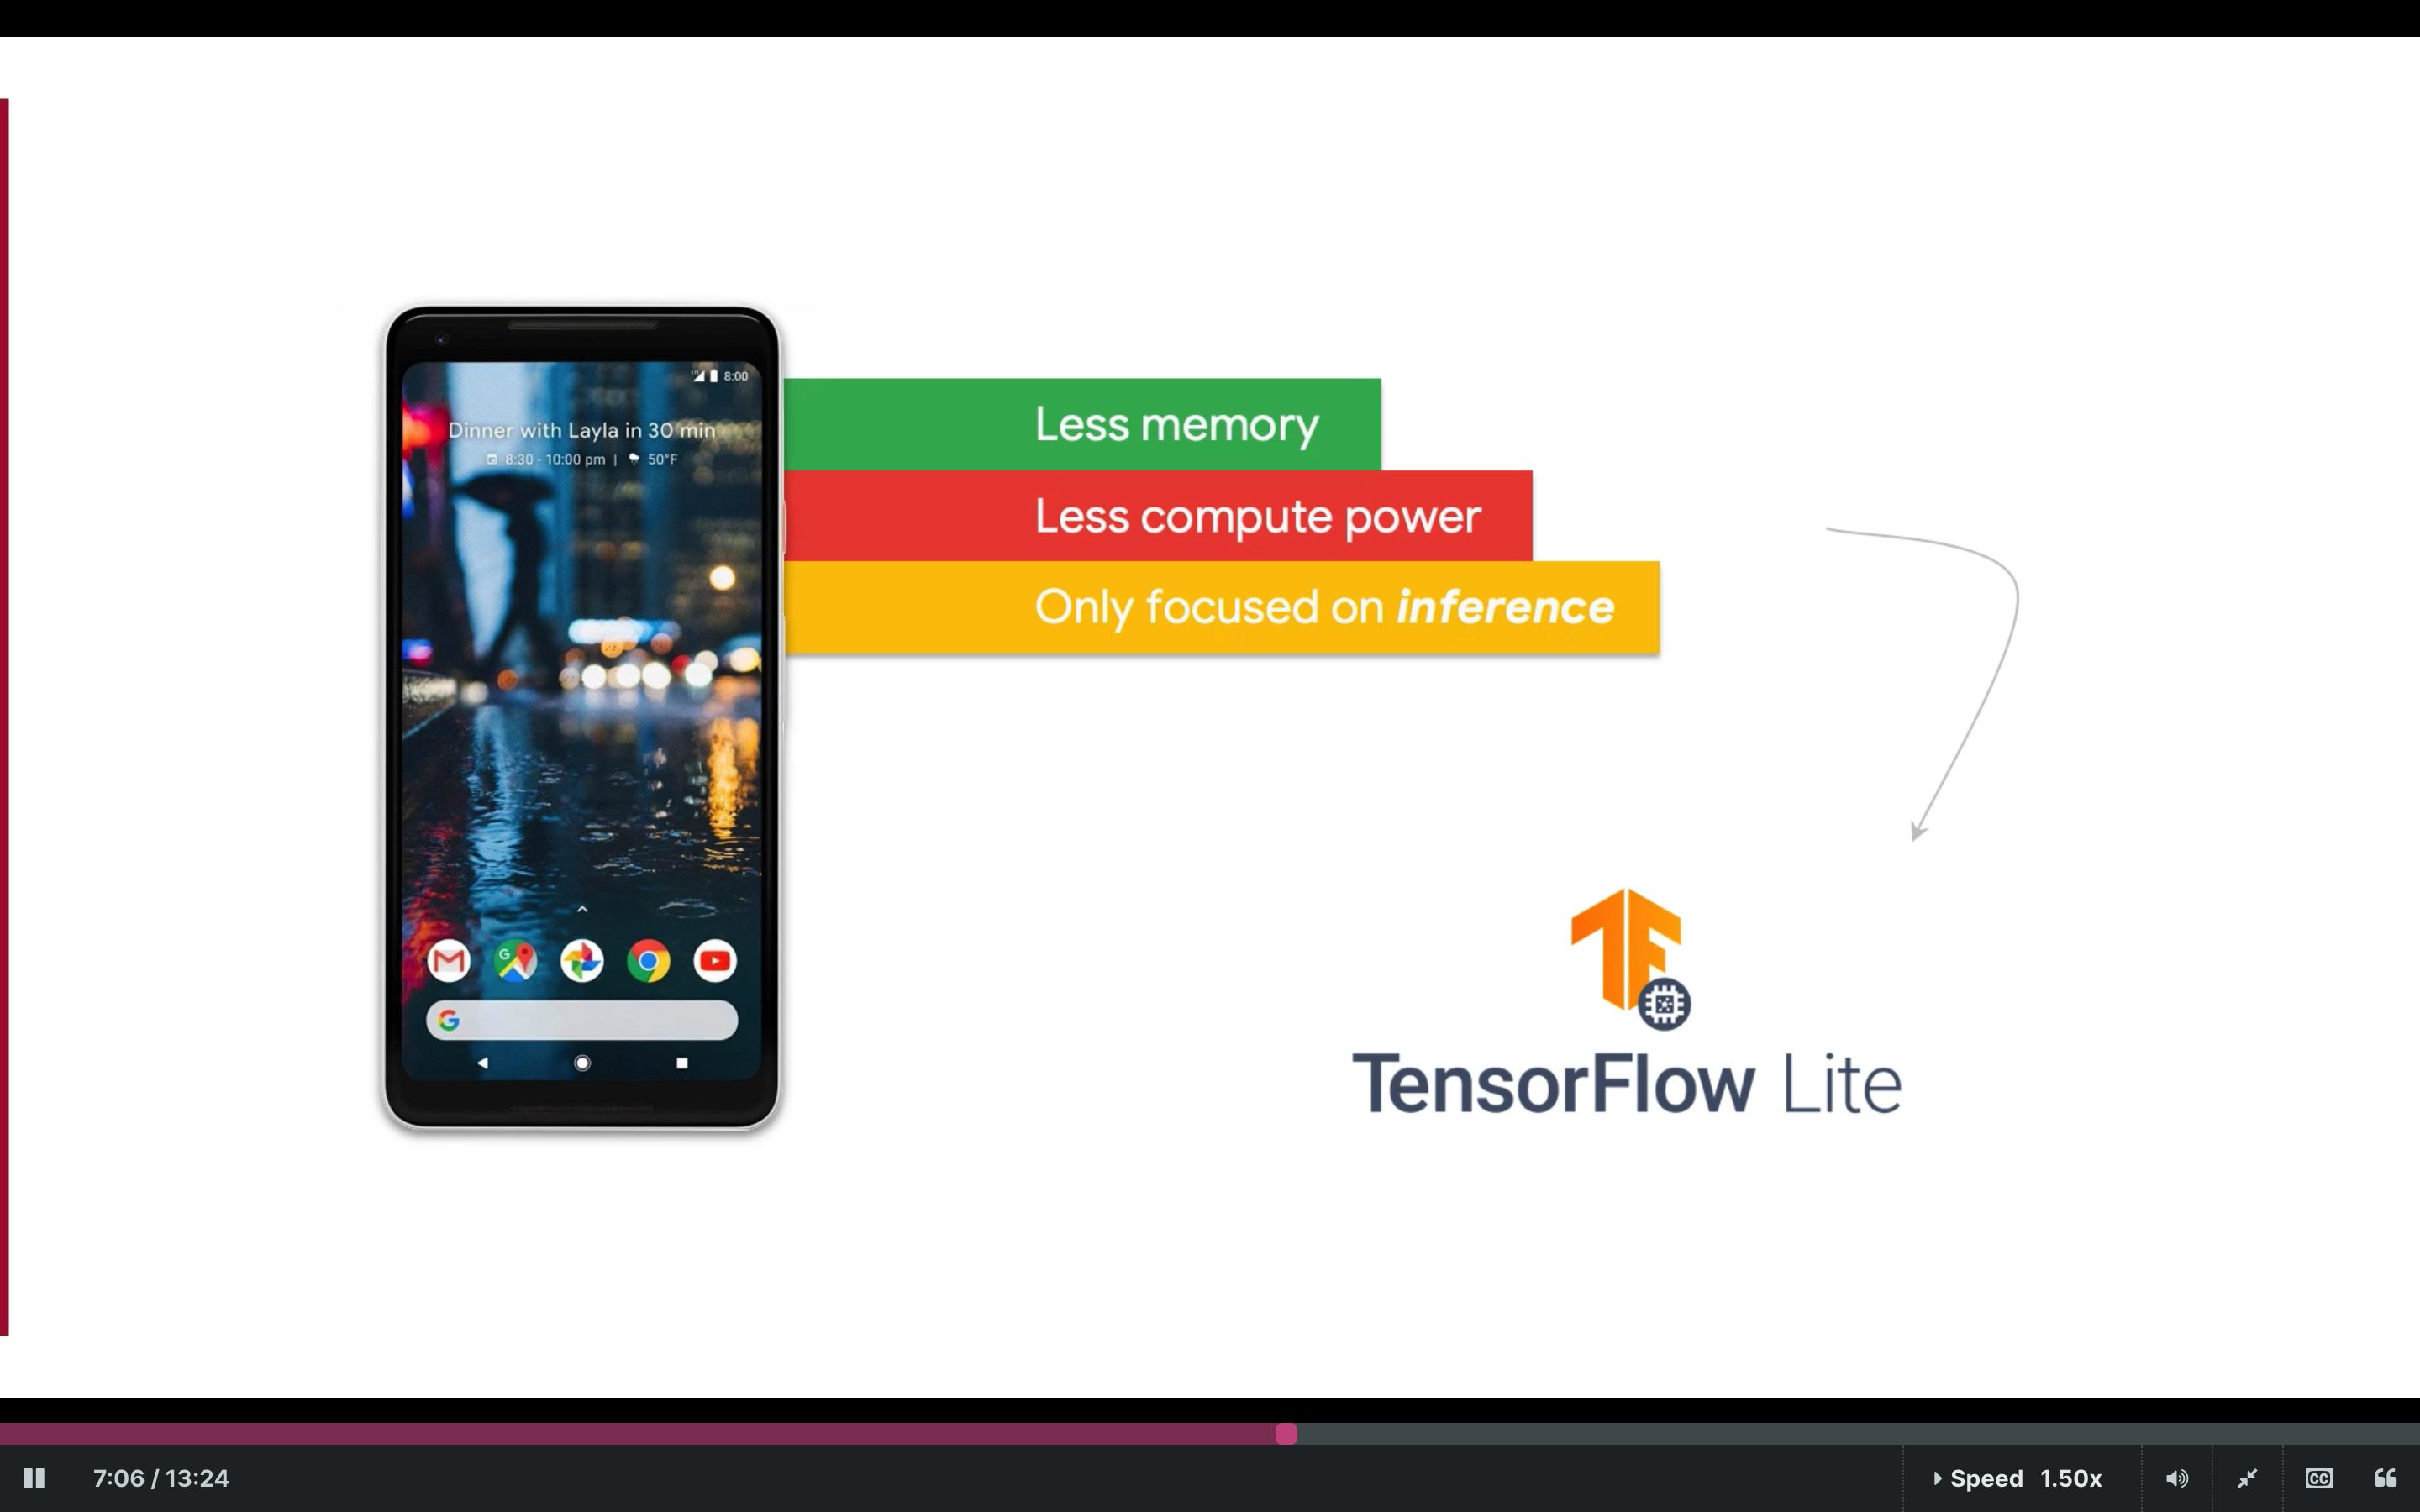 8:00
Dinner with Layla in 30 min
8:30 - 10:00 pm | 50°F
Less memory
Less compute power
Only focused on inference
TensorFlow Lite
7:06 / 13:24
Speed 1.50x
CC